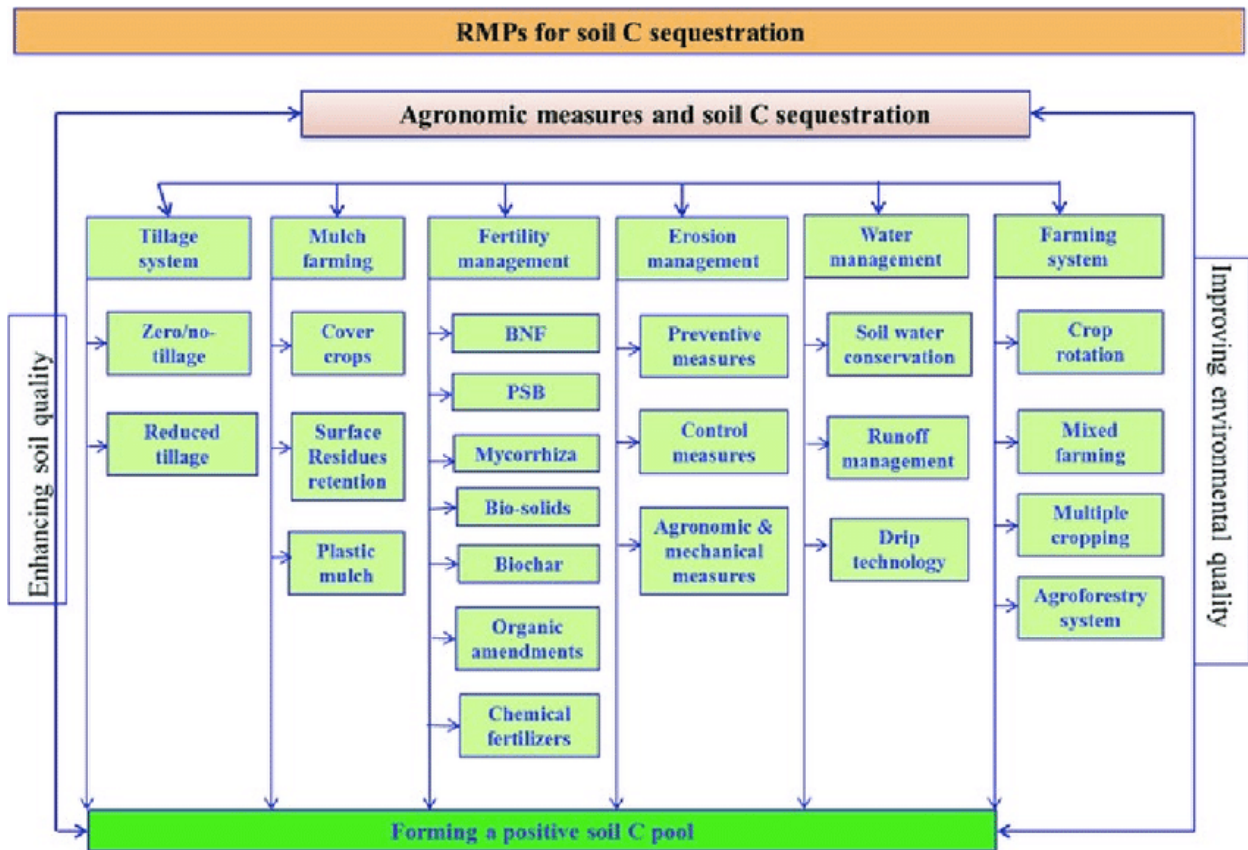 RMPs for soil C sequestration
Agronomic measures and soil C sequestration
Tillage
system
Zero/no-
tillage
Reduced
tillage
Mulch
farming
Cover
crops
Surface
Residues
retention
Plastic
mulch
Fertility
management
BNF
PSB
Mycorrhiza
Bio-solids
Biochar
Organic
amendments
Chemical
fertilizers
Erosion
management
Preventive
measures
Control
measures
Agronomic &
mechanical
measures
Water
management
Soil water
conservation
Runoff
management
Drip
technology
Farming
system
Crop
rotation
Mixed
farming
Multiple
cropping
Agroforestry
system
Enhancing soil quality
Improving environmental quality
Forming a positive soil C pool